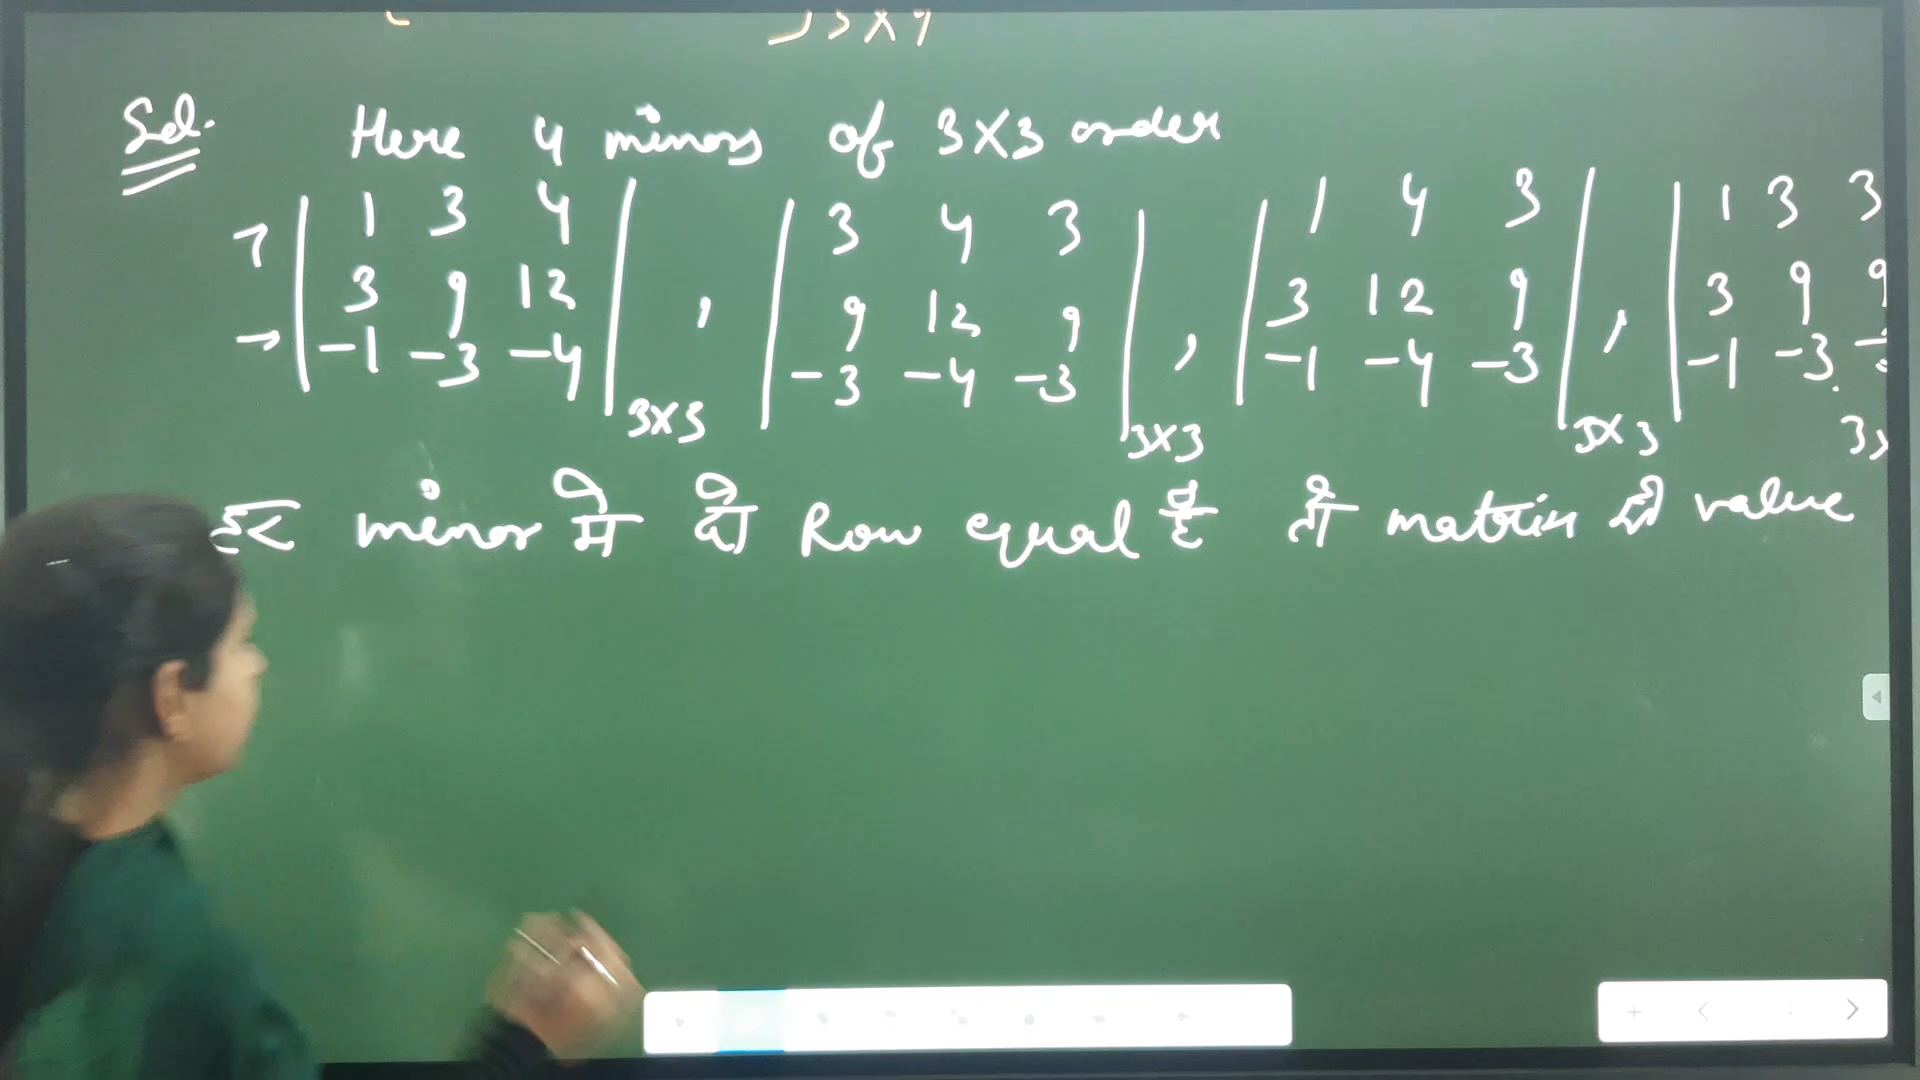 Sol. Here 4 minors of 3×3 order
→ | 1 3 4 | , | 3 4 3 | , | 1 4 3 | , | 1 3 3
| 3 9 12 | | 9 12 9 | | 3 12 9 | | 3 9 9
→ | -1 -3 -4 | 3×3 | -3 -4 -3 | 3×3 | -1 -4 -3 | 3×3 | -1 -3
हर minor में दो Row equal है तो matrix की value